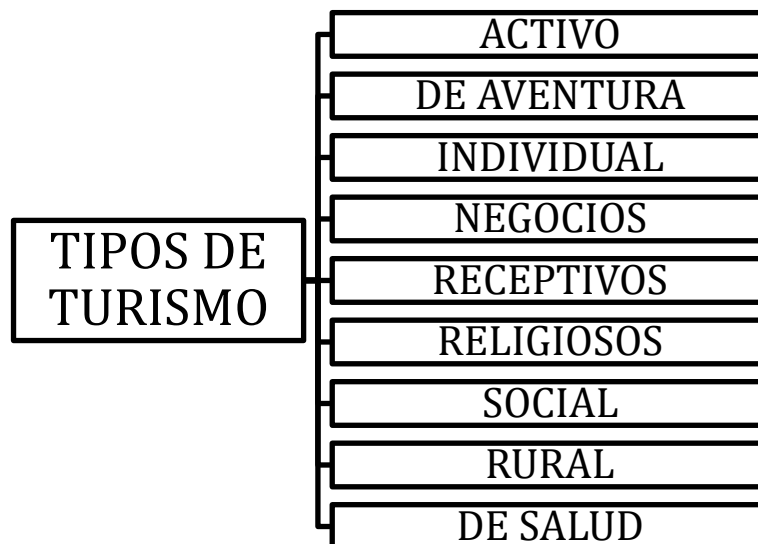 TIPOS DE
TURISMO
ACTIVO
DE AVENTURA
INDIVIDUAL
NEGOCIOS
RECEPTIVOS
RELIGIOSOS
SOCIAL
RURAL
DE SALUD